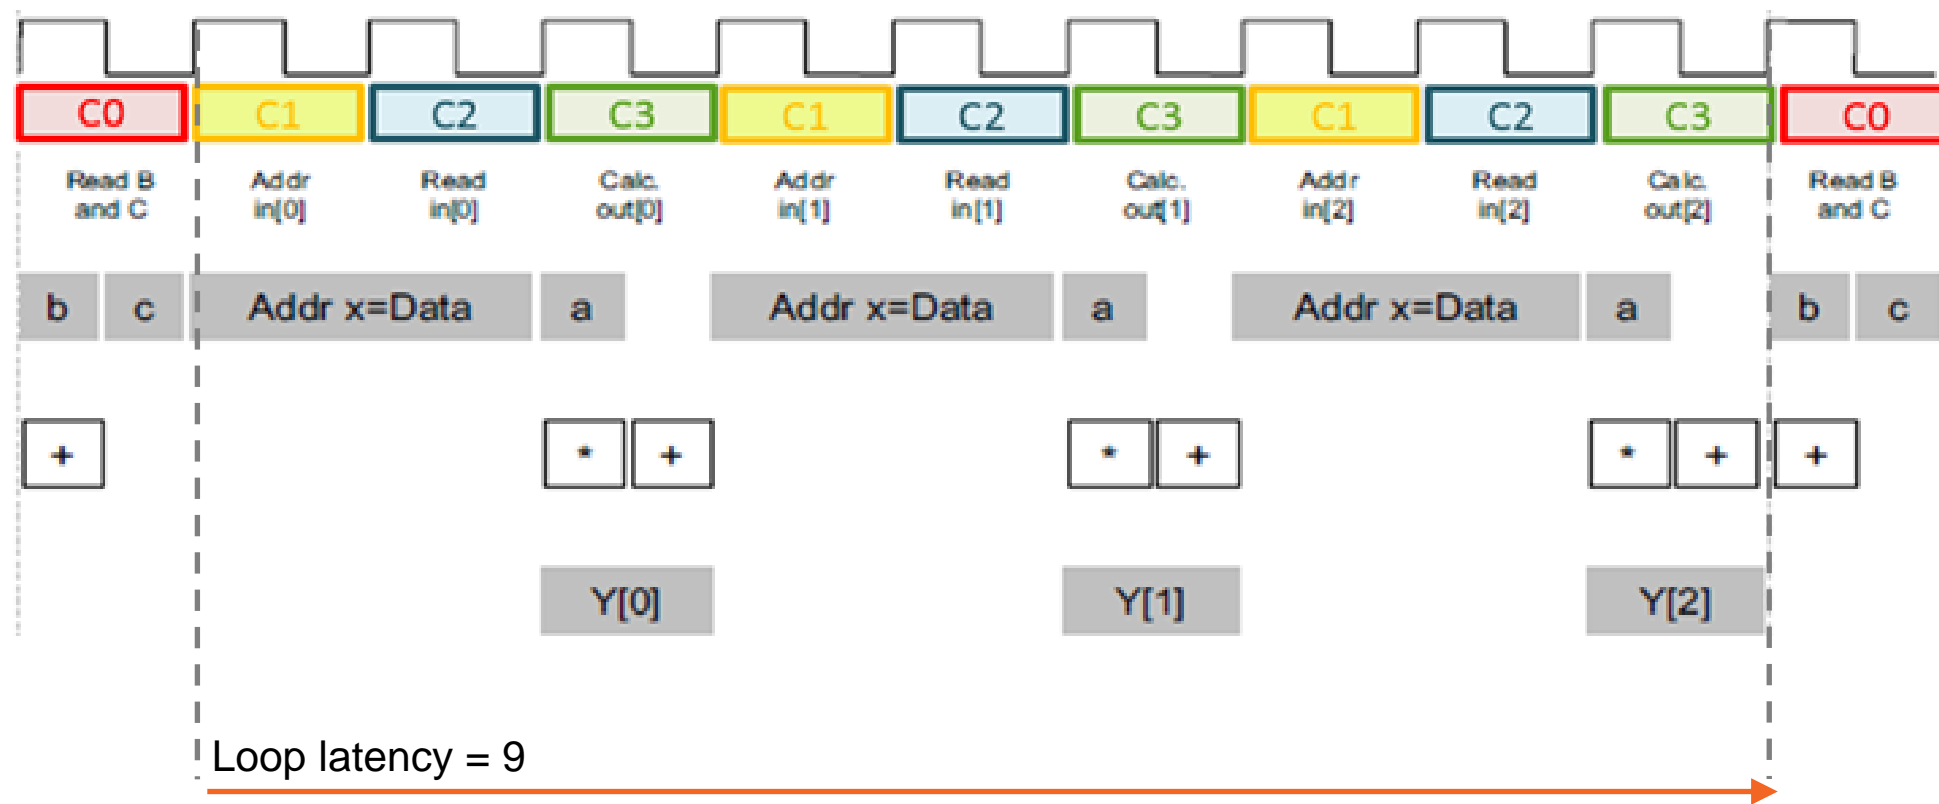 C0 C1 C2 C3 C1 C2 C3 C1 C2 C3 C0
Read B Addr Read Calc. Addr Read Calc. Addr Read Calc. Read B
and C in[0] in[0] out[0] in[1] in[1] out[1] in[2] in[2] out[2] and C
b c Addr x=Data a Addr x=Data a Addr x=Data a b c
+ * + * + * + +
Y[0] Y[1] Y[2]
Loop latency = 9